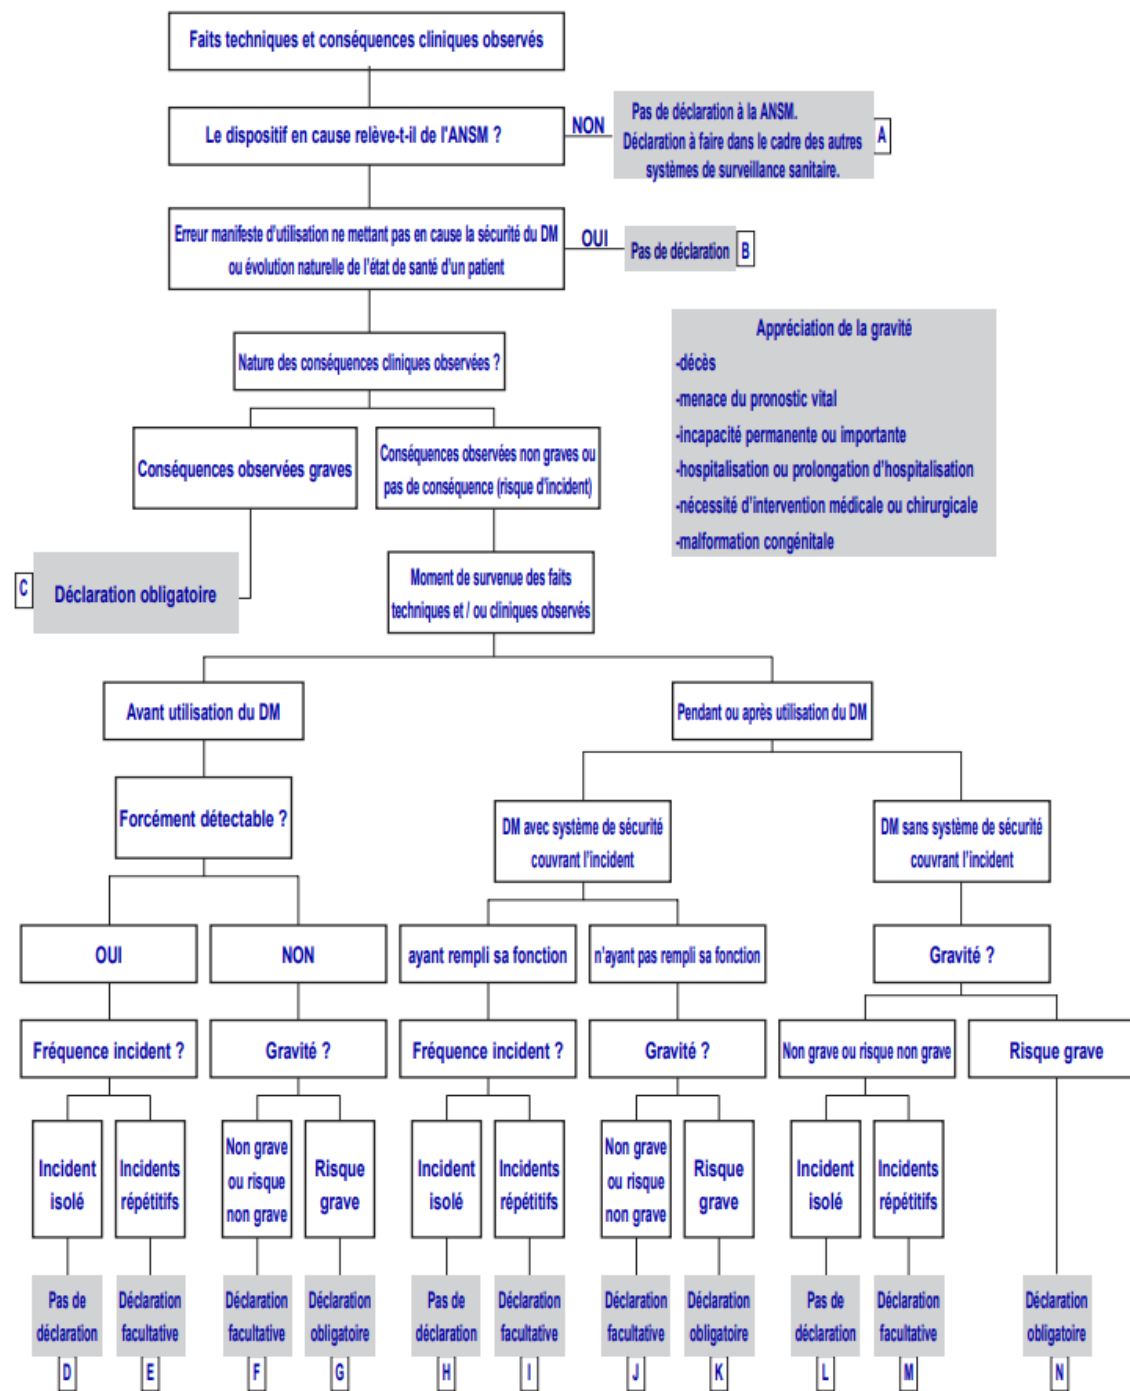 Faits techniques et conséquences cliniques observés
Le dispositif en cause relève-t-il de l'ANSM ?
NON
Pas de déclaration à la ANSM.
Déclaration à faire dans le cadre des autres
systèmes de surveillance sanitaire.
A
Erreur manifeste d'utilisation ne mettant pas en cause la sécurité du DM
ou évolution naturelle de l'état de santé d'un patient
OUI
Pas de déclaration
B
Nature des conséquences cliniques observées ?
Appréciation de la gravité
-décès
-menace du pronostic vital
-incapacité permanente ou importante
-hospitalisation ou prolongation d'hospitalisation
-nécessité d'intervention médicale ou chirurgicale
-malformation congénitale
Conséquences observées graves
Conséquences observées non graves ou
pas de conséquence (risque d'incident)
C
Déclaration obligatoire
Moment de survenue des faits
techniques et / ou cliniques observés
Avant utilisation du DM
Pendant ou après utilisation du DM
Forcément détectable ?
DM avec système de sécurité
couvrant l'incident
DM sans système de sécurité
couvrant l'incident
OUI
NON
ayant rempli sa fonction
n'ayant pas rempli sa fonction
Gravité ?
Fréquence incident ?
Gravité ?
Fréquence incident ?
Gravité ?
Non grave ou risque non grave
Risque grave
Incident
isolé
Incidents
répétitifs
Non grave
ou risque
non grave
Risque
grave
Incident
isolé
Incidents
répétitifs
Non grave
ou risque
non grave
Risque
grave
Incident
isolé
Incidents
répétitifs
Pas de
déclaration
Déclaration
facultative
Déclaration
facultative
Déclaration
obligatoire
Pas de
déclaration
Déclaration
facultative
Déclaration
facultative
Déclaration
obligatoire
Pas de
déclaration
Déclaration
facultative
Déclaration
obligatoire
D
E
F
G
H
I
J
K
L
M
N